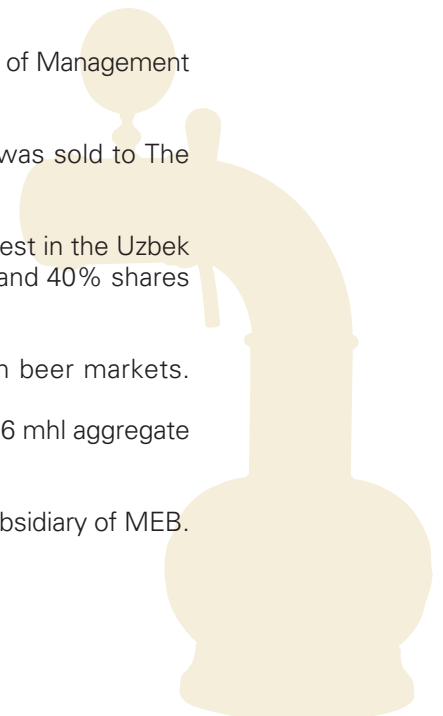 of Management
was sold to The
est in the Uzbek
and 40% shares
n beer markets.
6 mhl aggregate
bsidiary of MEB.